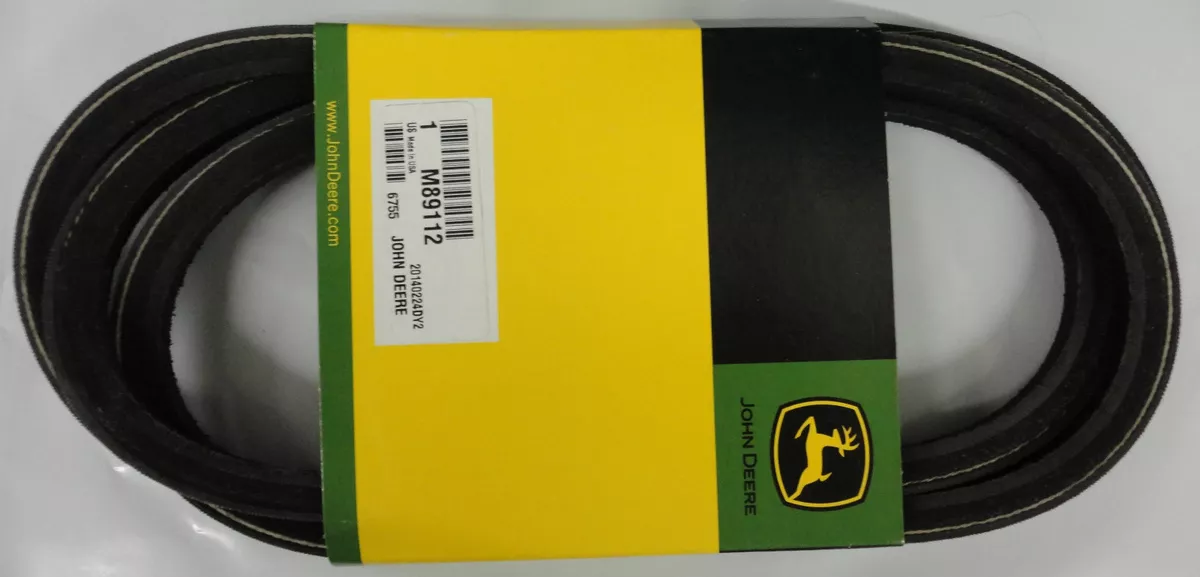 www.JohnDeere.com
1 M89112 20140224DY2
US Made In USA
6755 JOHN DEERE
JOHN DEERE